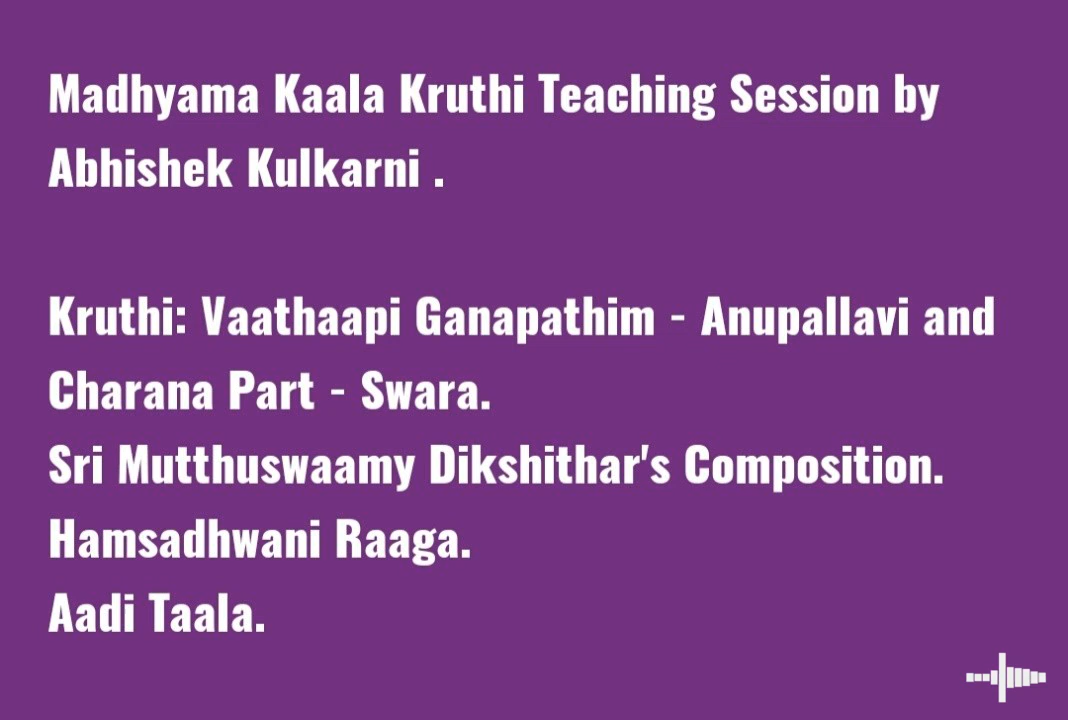 Madhyama Kaala Kruthi Teaching Session by
Abhishek Kulkarni .
Kruthi: Vaathaapi Ganapathim - Anupallavi and
Charana Part - Swara.
Sri Mutthuswaamy Dikshithar's Composition.
Hamsadhwani Raaga.
Aadi Taala.